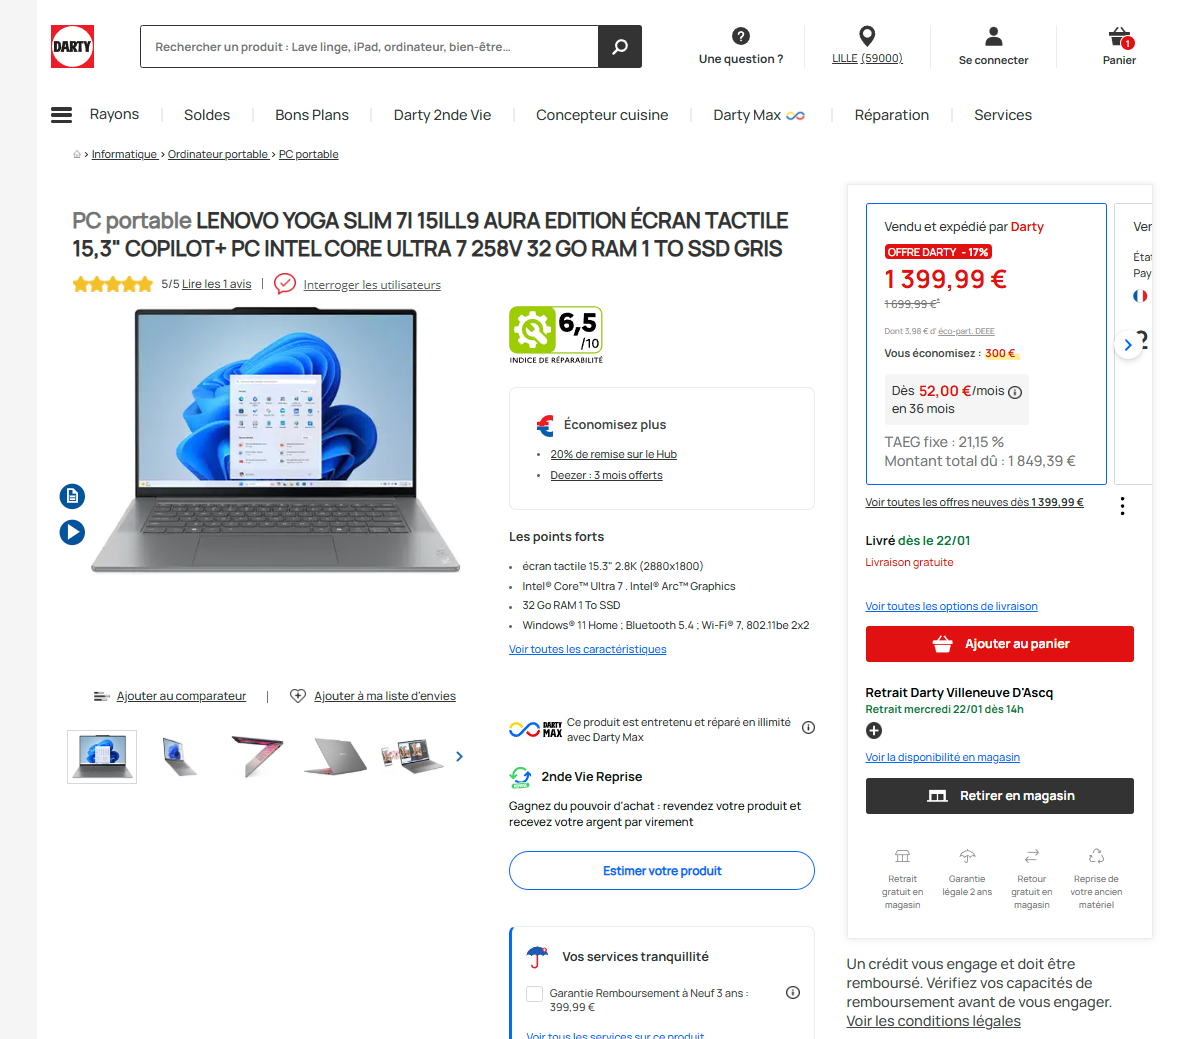 DARTY
Rechercher un produit : Lave linge, iPad, ordinateur, bien-être...
Une question ?
LILLE (59000)
Se connecter
1
Panier
Rayons
Soldes
Bons Plans
Darty 2nde Vie
Concepteur cuisine
Darty Max
Réparation
Services
> Informatique > Ordinateur portable > PC portable
PC portable LENOVO YOGA SLIM 7I 15ILL9 AURA EDITION ÉCRAN TACTILE
15,3" COPILOT+ PC INTEL CORE ULTRA 7 258V 32 GO RAM 1 TO SSD GRIS
5/5 Lire les 1 avis
Interroger les utilisateurs
6,5
/10
INDICE DE RÉPARABILITÉ
Économisez plus
• 20% de remise sur le Hub
• Deezer : 3 mois offerts
Les points forts
• écran tactile 15.3" 2.8K (2880x1800)
• Intel® Core™ Ultra 7 . Intel® Arc™ Graphics
• 32 Go RAM 1 To SSD
• Windows® 11 Home ; Bluetooth 5.4 ; Wi-Fi® 7, 802.11be 2x2
Voir toutes les caractéristiques
Ajouter au comparateur
Ajouter à ma liste d'envies
DARTY
MAX
Ce produit est entretenu et réparé en illimité
avec Darty Max
2nde Vie Reprise
Gagnez du pouvoir d'achat : revendez votre produit et
recevez votre argent par virement
Estimer votre produit
Vos services tranquillité
Garantie Remboursement à Neuf 3 ans :
399,99 €
Voir tous les services sur ce produit
Vendu et expédié par Darty
OFFRE DARTY - 17%
1 399,99 €
1 699,99 €*
Dont 3,98 € d' éco-part. DEEE
Vous économisez : 300 €
Dès 52,00 €/mois
en 36 mois
TAEG fixe : 21,15 %
Montant total dû : 1 849,39 €
Ver
Éta
Pay
2
Voir toutes les offres neuves dès 1 399,99 €
Livré dès le 22/01
Livraison gratuite
Voir toutes les options de livraison
Ajouter au panier
Retrait Darty Villeneuve D'Ascq
Retrait mercredi 22/01 dès 14h
Voir la disponibilité en magasin
Retirer en magasin
Retrait
gratuit en
magasin
Garantie
légale 2 ans
Retour
gratuit en
magasin
Reprise de
votre ancien
matériel
Un crédit vous engage et doit être
remboursé. Vérifiez vos capacités de
remboursement avant de vous engager.
Voir les conditions légales